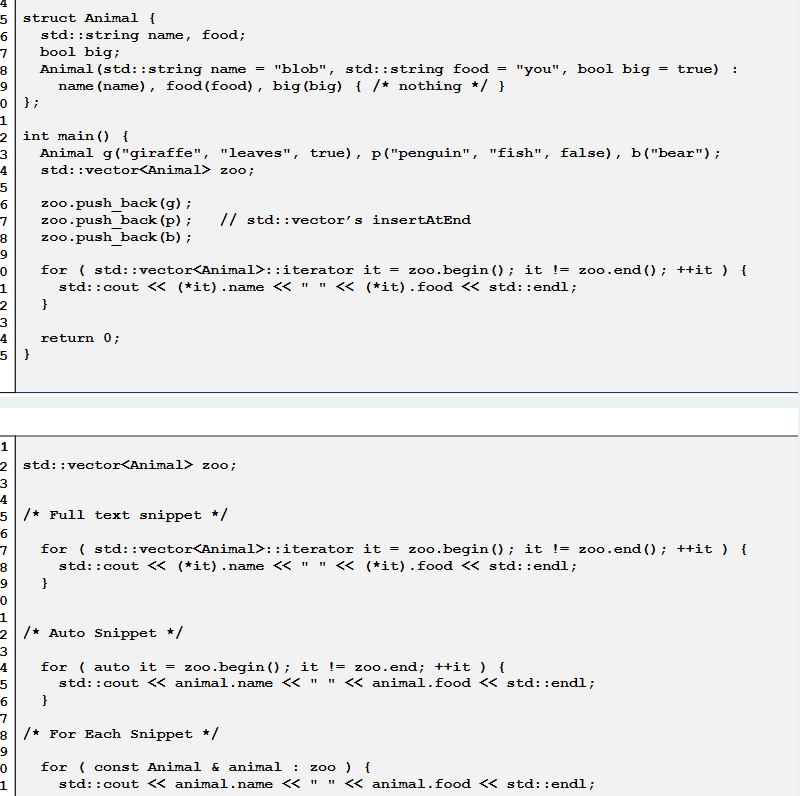 4
5 struct Animal {
6 std::string name, food;
7 bool big;
8 Animal(std::string name = "blob", std::string food = "you", bool big = true) :
9 name(name), food(food), big(big) { /* nothing */ }
0 };
1
2 int main() {
3 Animal g("giraffe", "leaves", true), p("penguin", "fish", false), b("bear");
4 std::vector<Animal> zoo;
5
6 zoo.push_back(g);
7 zoo.push_back(p); // std::vector's insertAtEnd
8 zoo.push_back(b);
9
0 for ( std::vector<Animal>::iterator it = zoo.begin(); it != zoo.end(); ++it ) {
1 std::cout << (*it).name << " " << (*it).food << std::endl;
2 }
3
4 return 0;
5 }
1
2 std::vector<Animal> zoo;
3
4
5 /* Full text snippet */
6
7 for ( std::vector<Animal>::iterator it = zoo.begin(); it != zoo.end(); ++it ) {
8 std::cout << (*it).name << " " << (*it).food << std::endl;
9 }
0
1
2 /* Auto Snippet */
3
4 for ( auto it = zoo.begin(); it != zoo.end; ++it ) {
5 std::cout << animal.name << " " << animal.food << std::endl;
6 }
7
8 /* For Each Snippet */
9
0 for ( const Animal & animal : zoo ) {
1 std::cout << animal.name << " " << animal.food << std::endl;